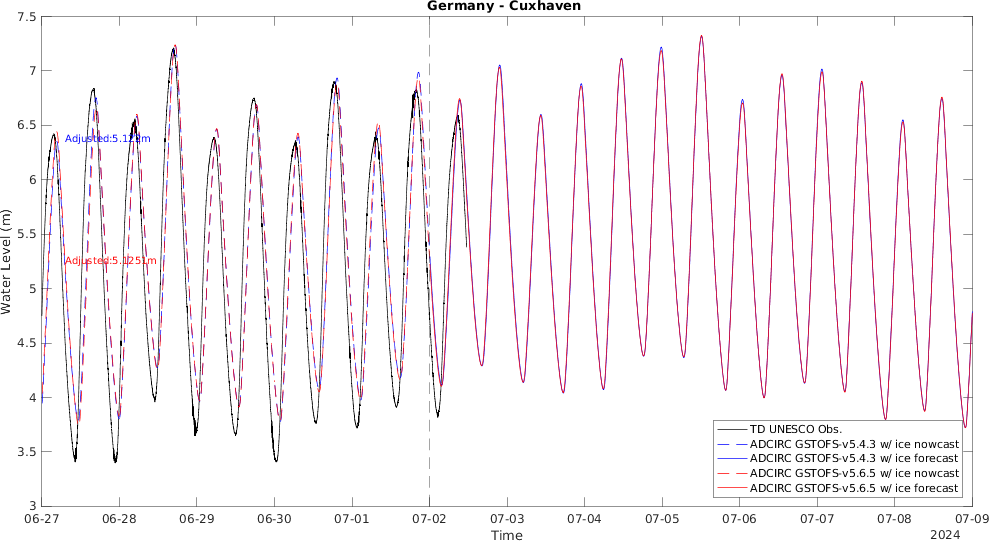 Germany - Cuxhaven
7.5
7
6.5
6
5.5
5
4.5
4
3.5
3
Water Level (m)
Adjusted:5.122m
Adjusted:5.1251m
TD UNESCO Obs.
ADCIRC GSTOFS-v5.4.3 w/ ice nowcast
ADCIRC GSTOFS-v5.4.3 w/ ice forecast
ADCIRC GSTOFS-v5.6.5 w/ ice nowcast
ADCIRC GSTOFS-v5.6.5 w/ ice forecast
06-27 06-28 06-29 06-30 07-01 07-02 07-03 07-04 07-05 07-06 07-07 07-08 07-09
Time
2024